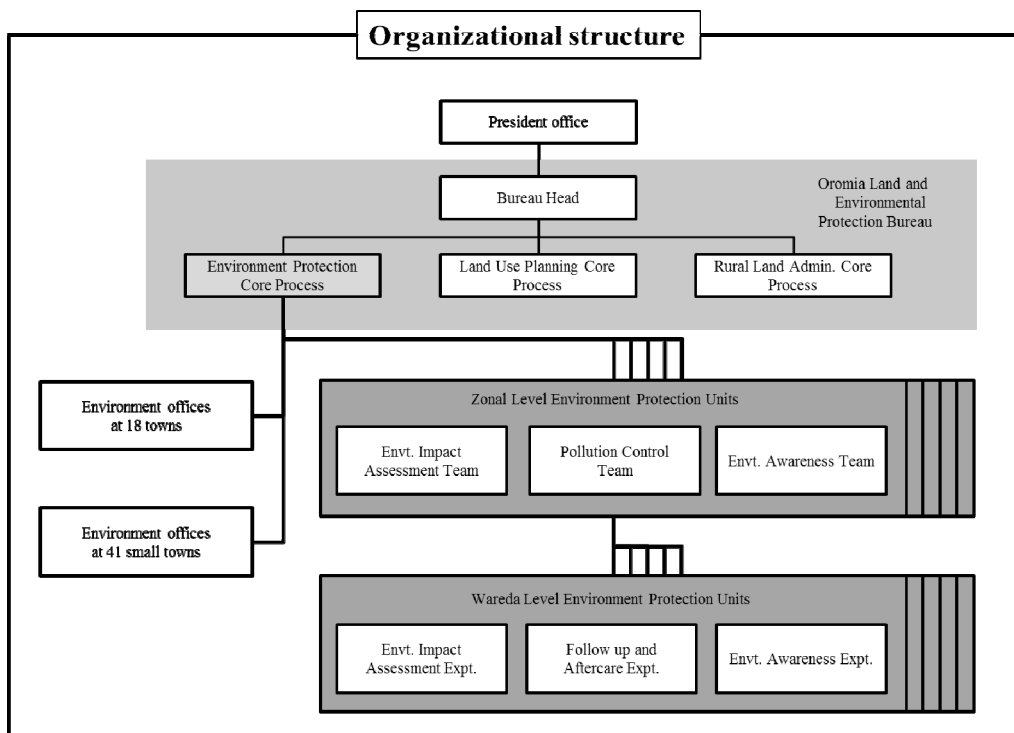 Organizational structure
President office
Bureau Head
Oromia Land and
Environmental
Protection Bureau
Environment Protection
Core Process
Land Use Planning Core
Process
Rural Land Admin. Core
Process
Environment offices
at 18 towns
Zonal Level Environment Protection Units
Envt. Impact
Assessment Team
Pollution Control
Team
Envt. Awareness Team
Environment offices
at 41 small towns
Wareda Level Environment Protection Units
Envt. Impact
Assessment Expt.
Follow up and
Aftercare Expt.
Envt. Awareness Expt.